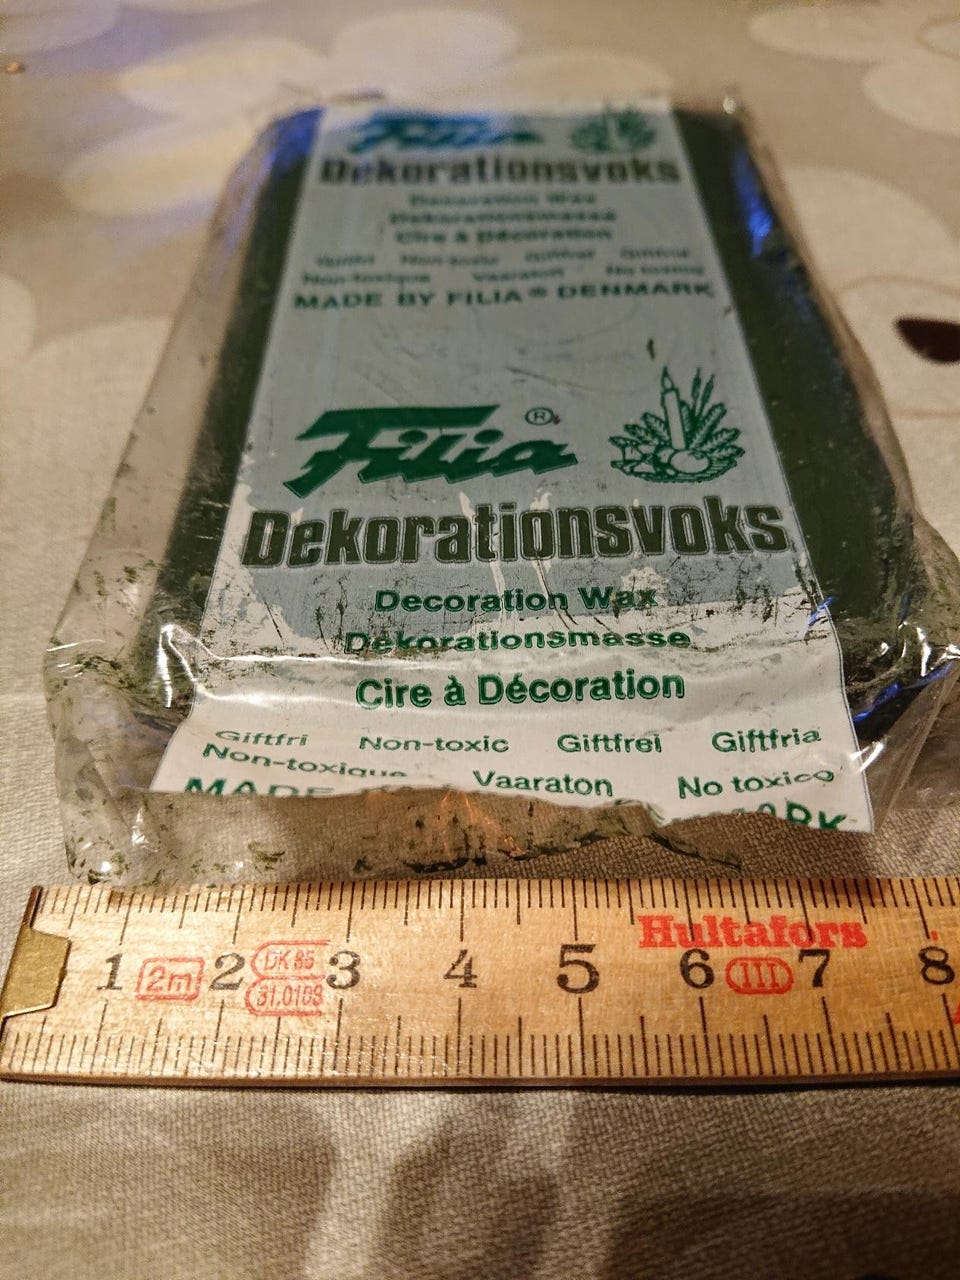 Filia
Dekorationsvoks
Decoration Wax
Dekorationsmasse
Cire à Décoration
Giftfri Non-toxic Giftfrei Giftfria
Non-toxique Vaaraton No toxico
MADE BY FILIA® DENMARK
Filia®
Dekorationsvoks
Decoration Wax
Dekorationsmasse
Cire à Décoration
Giftfri Non-toxic Giftfrei Giftfria
Non-toxique Vaaraton No toxico
MADE
Hultafors
1 2m 2 DK 85 3 4 5 6 III 7 8